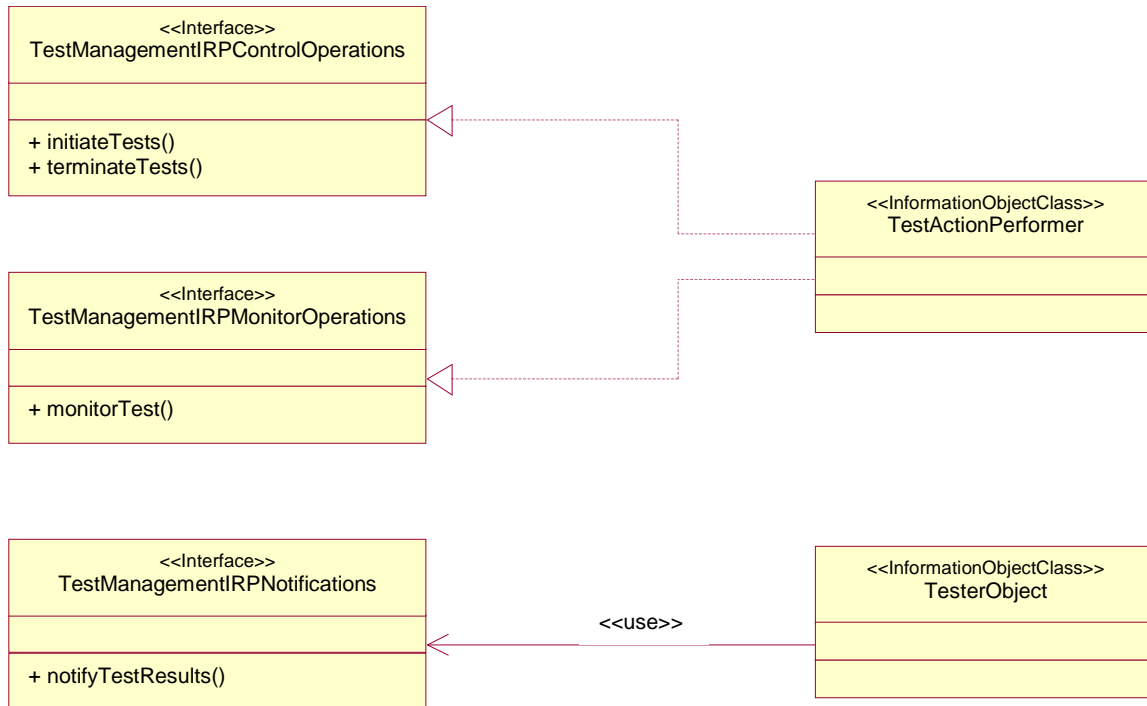 <<Interface>>
TestManagementIRPControlOperations
+ initiateTests()
+ terminateTests()
<<InformationObjectClass>>
TestActionPerformer
<<Interface>>
TestManagementIRPMonitorOperations
+ monitorTest()
<<Interface>>
TestManagementIRPNotifications
+ notifyTestResults()
<<use>>
<<InformationObjectClass>>
TesterObject